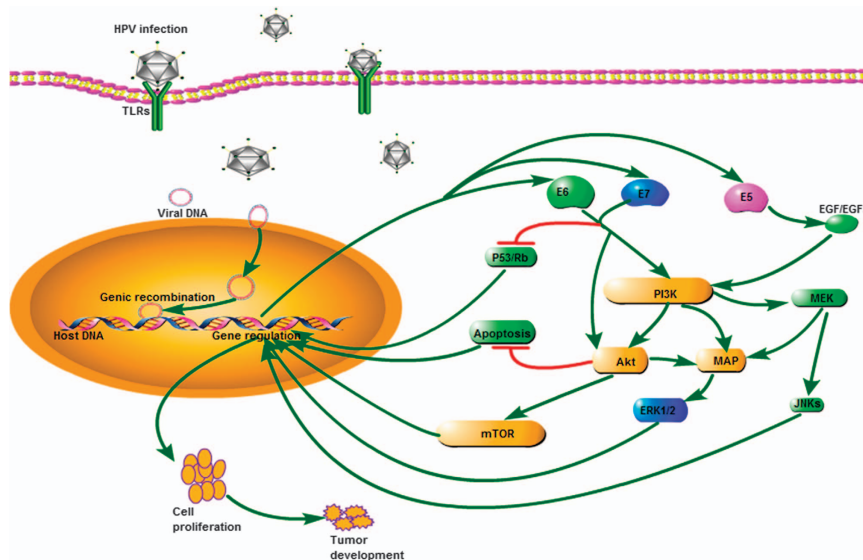 HPV infection
TLRs
E6
E7
E5
EGF/EGF
Viral DNA
P53/Rb
PI3K
MEK
Genic recombination
Host DNA
Gene regulation
Apoptosis
Akt
MAP
JNKs
ERK1/2
mTOR
Cell
proliferation
Tumor
development